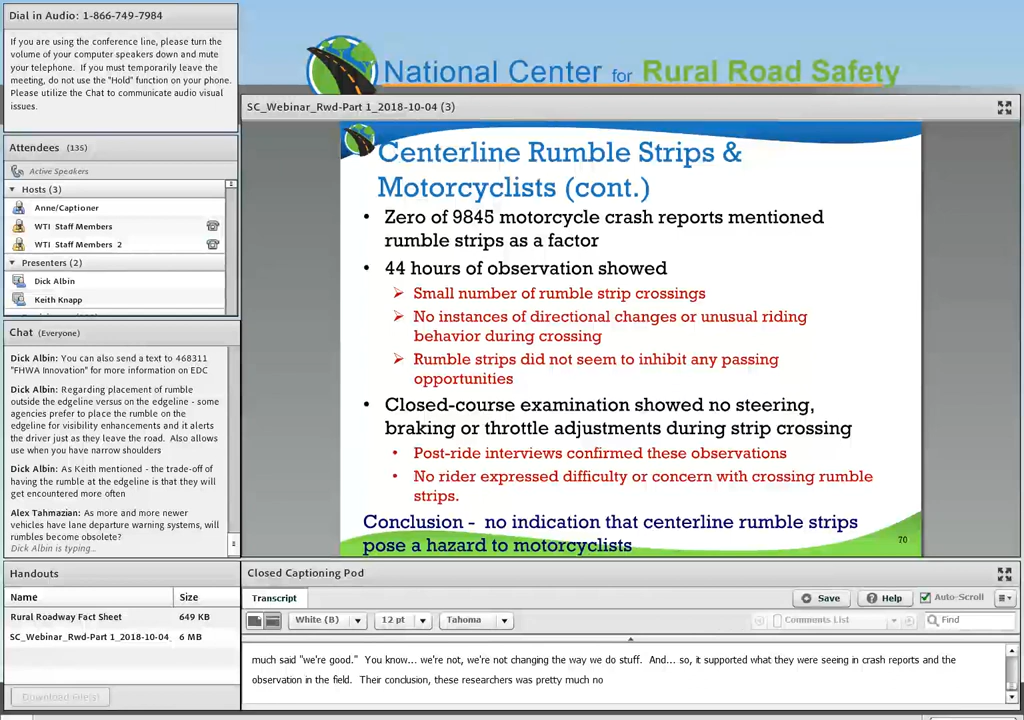 Dial in Audio: 1-866-749-7984
If you are using the conference line, please turn the
volume of your computer speakers down and mute
your telephone. If you must temporarily leave the
meeting, do not use the "Hold" function on your phone.
Please utilize the Chat to communicate audio visual
issues.
National Center for Rural Road Safety
Attendees (135)
Active Speakers
Hosts (3)
Anne/Captioner
WTI Staff Members
WTI Staff Members 2
Presenters (2)
Dick Albin
Keith Knapp
Chat (Everyone)
Dick Albin: You can also send a text to 468311
"FHWA Innovation" for more information on EDC
Dick Albin: Regarding placement of rumble
outside the edgeline versus on the edgeline - some
agencies prefer to place the rumble on the
edgeline for visibility enhancements and it alerts
the driver just as they leave the road. Also allows
use when you have narrow shoulders
Dick Albin: As Keith mentioned - the trade-off of
having the rumble at the edgeline is that they will
get encountered more often
Alex Tahmazian: As more and more newer
vehicles have lane departure warning systems, will
rumbles become obsolete?
Dick Albin is typing...
SC_Webinar_Rwd-Part 1_2018-10-04 (3)
Centerline Rumble Strips &
Motorcyclists (cont.)
• Zero of 9845 motorcycle crash reports mentioned
rumble strips as a factor
• 44 hours of observation showed
➢ Small number of rumble strip crossings
➢ No instances of directional changes or unusual riding
behavior during crossing
➢ Rumble strips did not seem to inhibit any passing
opportunities
• Closed-course examination showed no steering,
braking or throttle adjustments during strip crossing
• Post-ride interviews confirmed these observations
• No rider expressed difficulty or concern with crossing rumble
strips.
Conclusion - no indication that centerline rumble strips
pose a hazard to motorcyclists
70
Handouts
Name Size
Rural Roadway Fact Sheet 649 KB
SC_Webinar_Rwd-Part 1_2018-10-04_ 6 MB
Download File(s)
Closed Captioning Pod
Transcript Save Help Auto-Scroll
White (B) 12 pt Tahoma Comments List Find
much said "we're good." You know... we're not, we're not changing the way we do stuff. And... so, it supported what they were seeing in crash reports and the
observation in the field. Their conclusion, these researchers was pretty much no